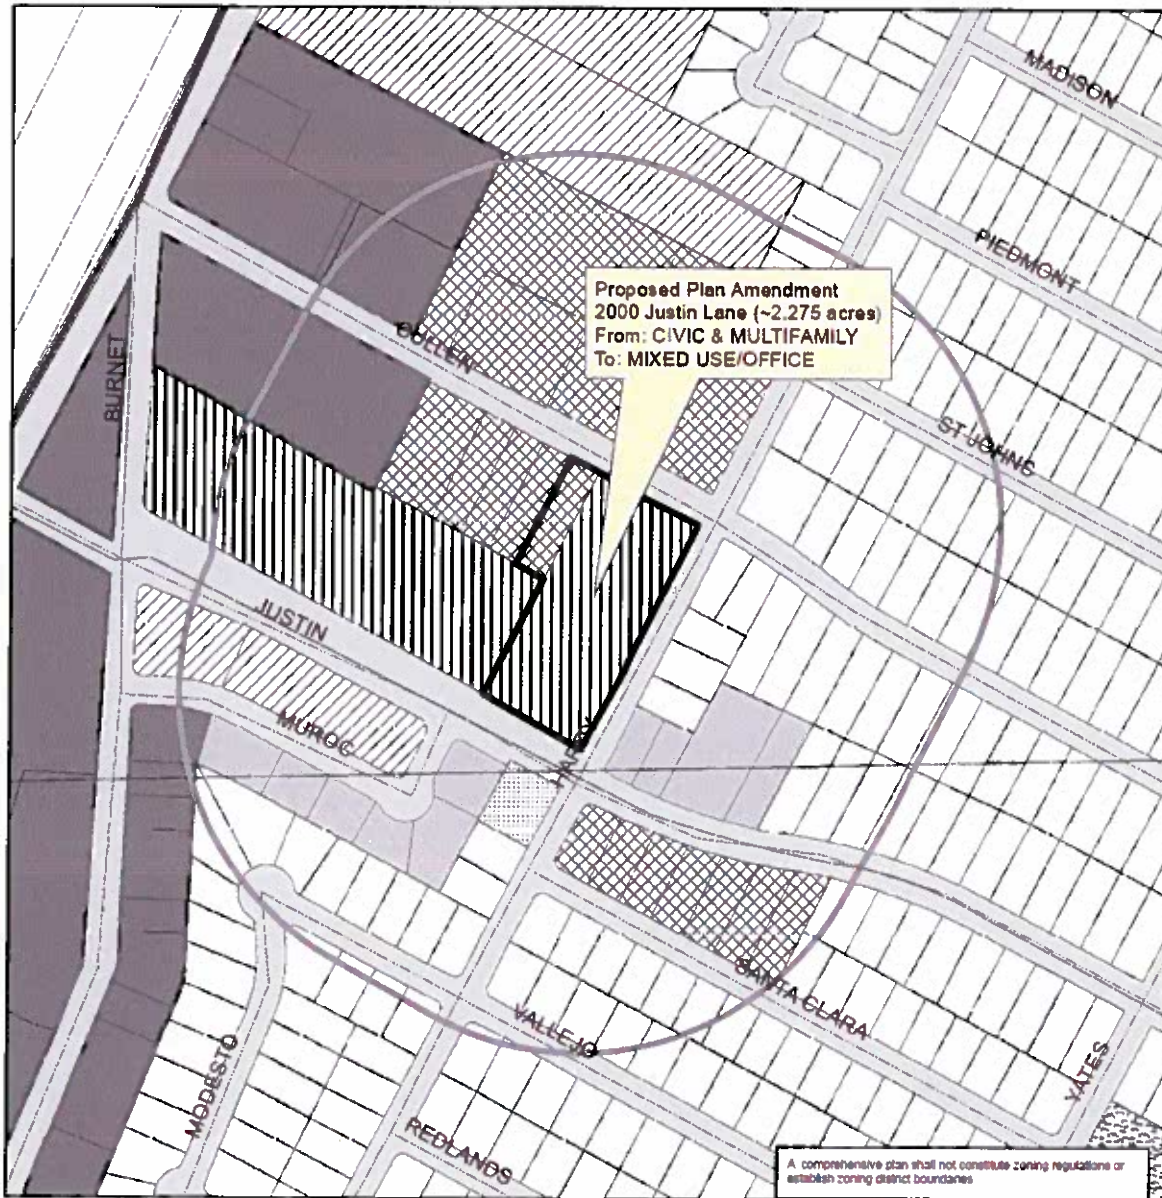 MADISON
PIEDMONT
Proposed Plan Amendment
2000 Justin Lane (~2.275 acres)
From: CIVIC & MULTIFAMILY
To: MIXED USE/OFFICE
BURNET
CULLEN
ST JOHNS
JUSTIN
MUROC
SANTA CLARA
VALLEJO
MODESTO
YATES
REDLANDS
A comprehensive plan shall not constitute zoning regulations or
establish zoning district boundaries